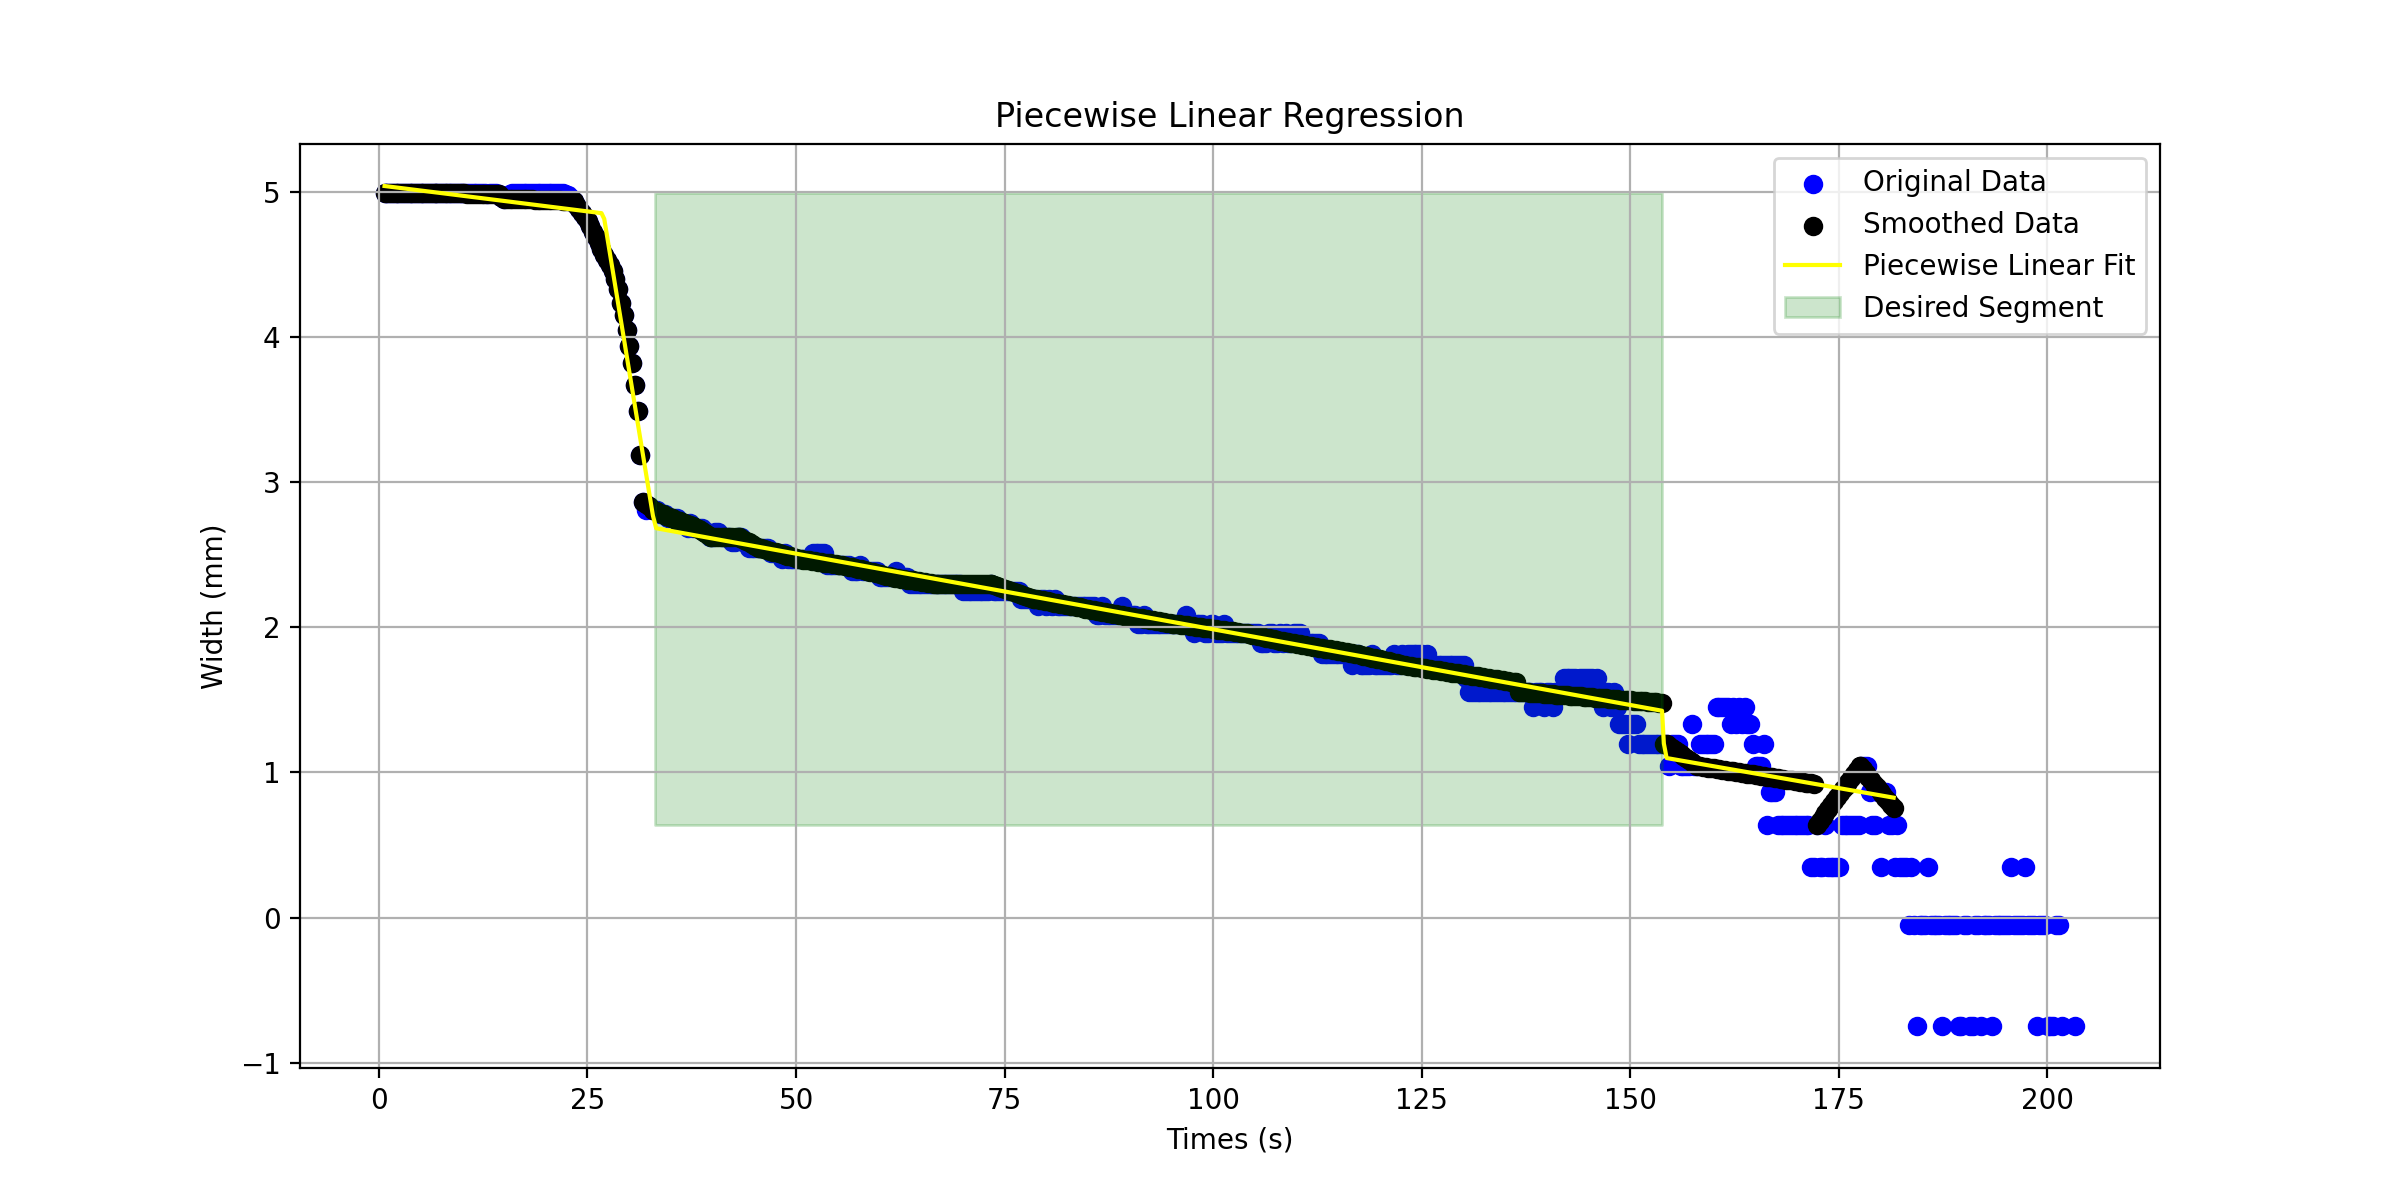 Piecewise Linear Regression
Original Data
Smoothed Data
Piecewise Linear Fit
Desired Segment
5
4
3
2
1
0
−1
Width (mm)
0 25 50 75 100 125 150 175 200
Times (s)